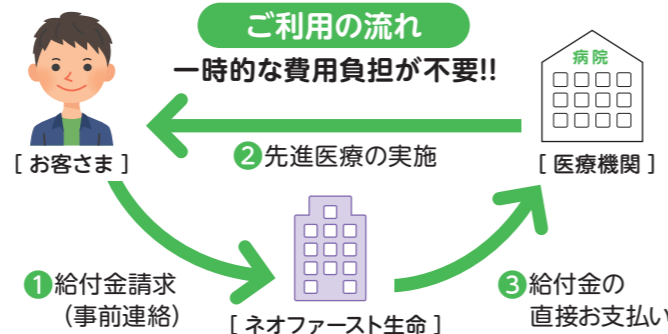 ご利用の流れ
一時的な費用負担が不要!!
病院
[ お客さま ]
❷先進医療の実施
[ 医療機関 ]
❶給付金請求
(事前連絡)
[ ネオファースト生命 ]
❸給付金の
直接お支払い